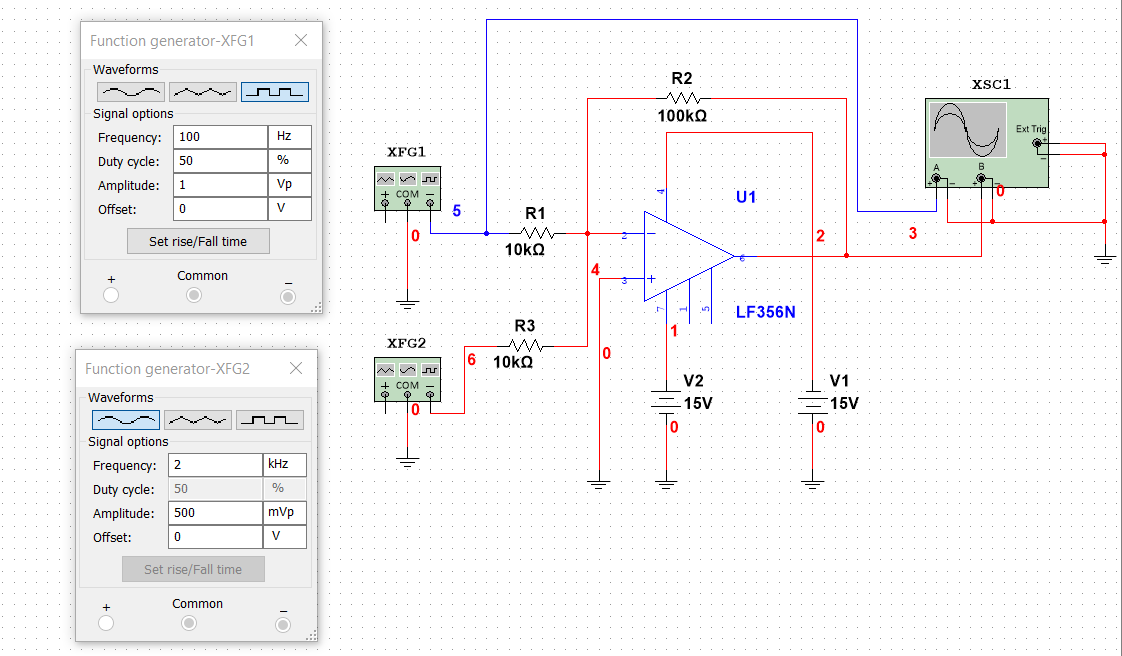 Function generator-XFG1
Waveforms
Signal options
Frequency: 100 Hz
Duty cycle: 50 %
Amplitude: 1 Vp
Offset: 0 V
Set rise/Fall time
+ Common −
Function generator-XFG2
Waveforms
Signal options
Frequency: 2 kHz
Duty cycle: 50 %
Amplitude: 500 mVp
Offset: 0 V
Set rise/Fall time
+ Common −
XFG1
+ COM −
0
5
R1
10kΩ
XFG2
+ COM −
0
6
R3
10kΩ
R2
100kΩ
4
0
2
3
4
6
7
1
5
U1
LF356N
1
V2
15V
0
2
V1
15V
0
3
XSC1
Ext Trig
+
−
A
B
+ −
+ −
0